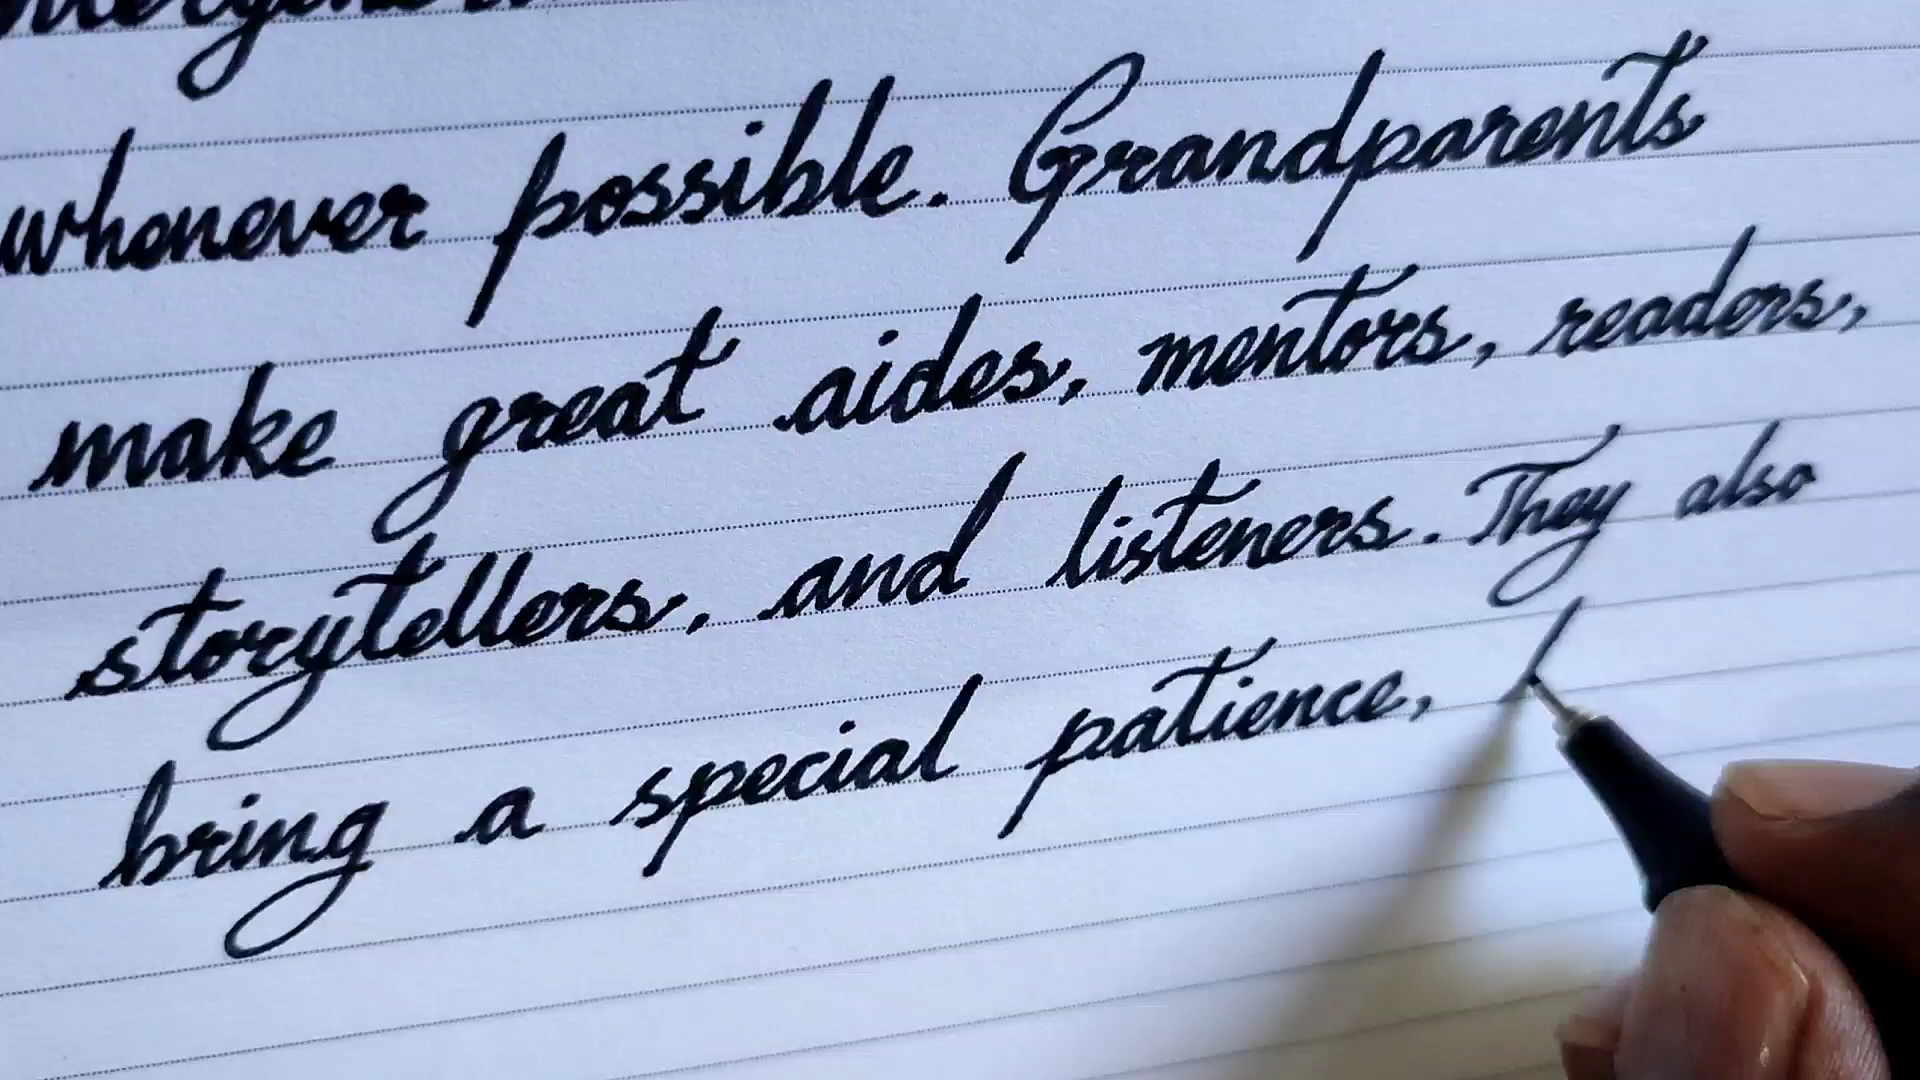 whenever possible. Grandparents
make great aides, mentors, readers,
storytellers, and listeners. They also
bring a special patience,